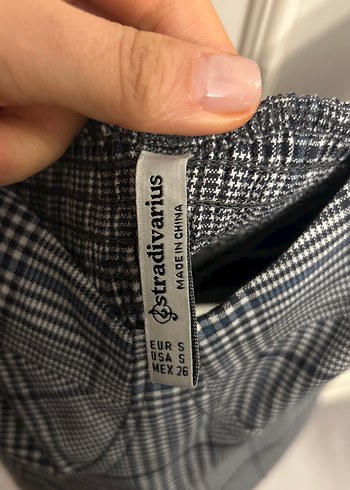 stradivarius
MADE IN CHINA
EUR S
USA S
MEX 26